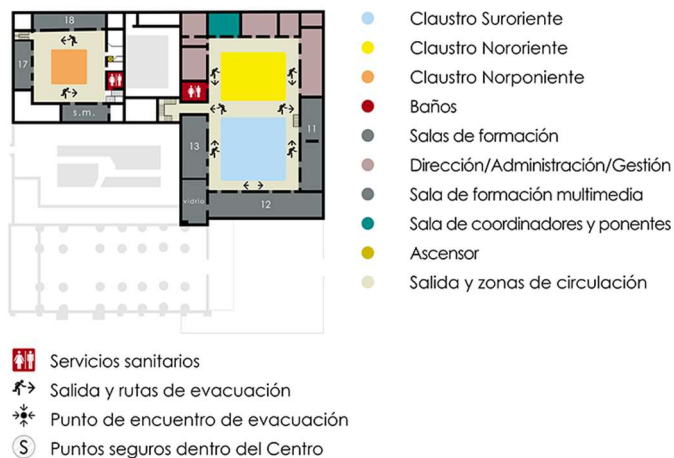 18
17
s.m.
13
11
vidrio
12
Claustro Suroriente
Claustro Nororiente
Claustro Norponiente
Baños
Salas de formación
Dirección/Administración/Gestión
Sala de formación multimedia
Sala de coordinadores y ponentes
Ascensor
Salida y zonas de circulación
Servicios sanitarios
Salida y rutas de evacuación
Punto de encuentro de evacuación
S Puntos seguros dentro del Centro